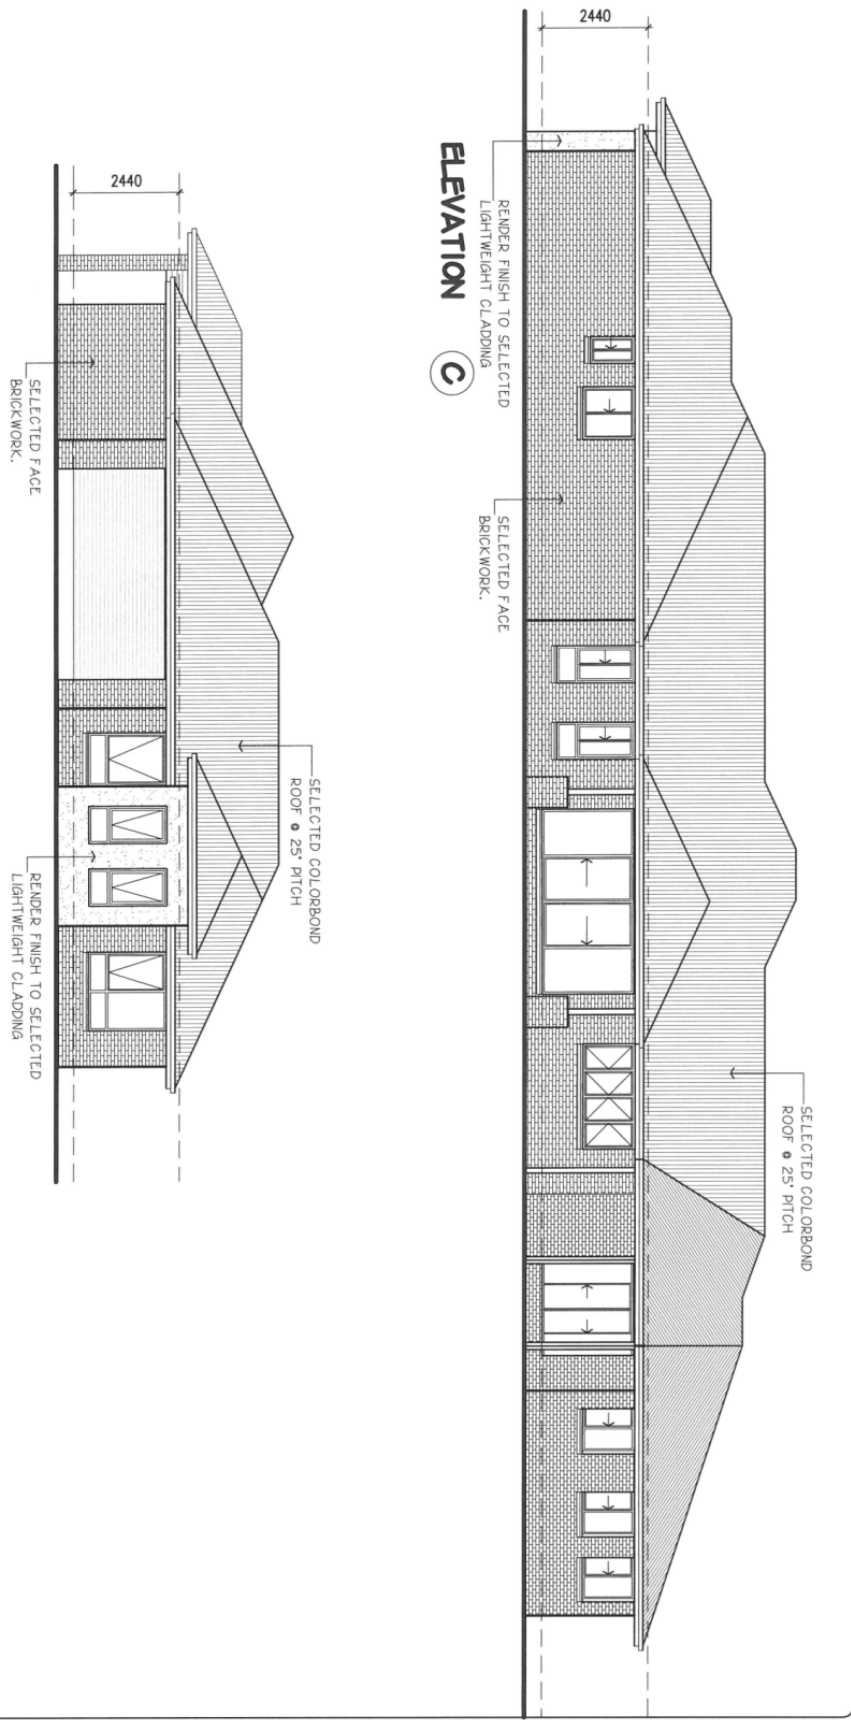 2440
SELECTED COLORBOND
ROOF @ 25° PITCH
RENDER FINISH TO SELECTED
LIGHTWEIGHT CLADDING
SELECTED FACE
BRICKWORK.
ELEVATION C
2440
SELECTED COLORBOND
ROOF @ 25° PITCH
SELECTED FACE
BRICKWORK.
RENDER FINISH TO SELECTED
LIGHTWEIGHT CLADDING